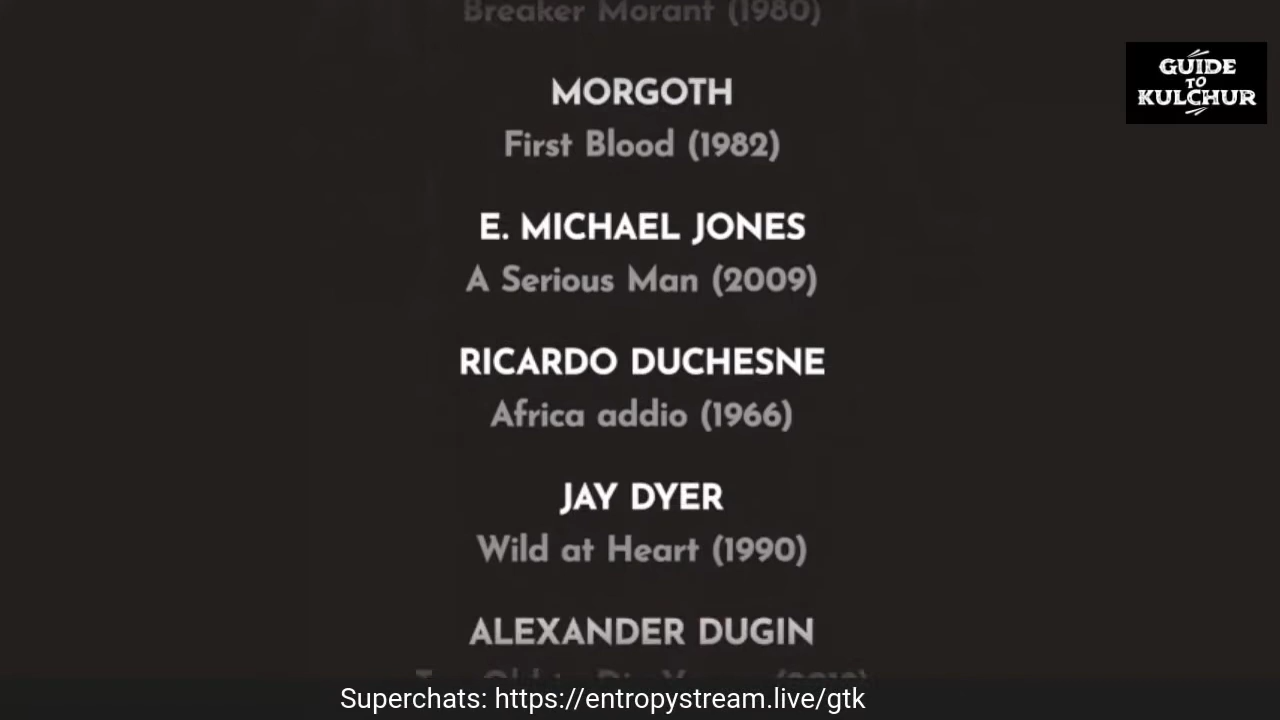 Breaker Morant (1980)
GUIDE
TO
KULCHUR
MORGOTH
First Blood (1982)
E. MICHAEL JONES
A Serious Man (2009)
RICARDO DUCHESNE
Africa addio (1966)
JAY DYER
Wild at Heart (1990)
ALEXANDER DUGIN
Superchats: https://entropystream.live/gtk